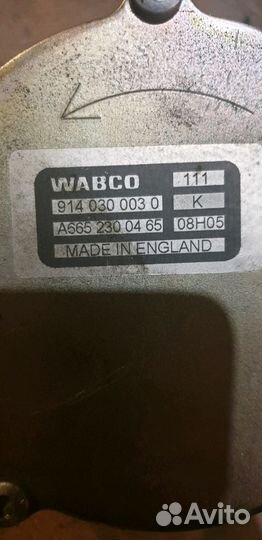 WABCO 111
914 030 003 0 K
A665 230 04 65 08H05
MADE IN ENGLAND
Avito